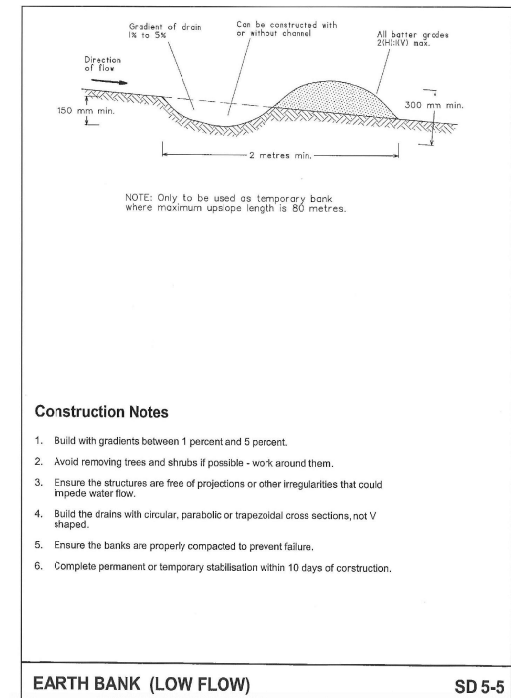 Gradient of drain
1% to 5%
Can be constructed with
or without channel
All batter grades
2(H):1(V) max.
Direction
of flow
150 mm min.
300 mm min.
2 metres min.
NOTE: Only to be used as temporary bank
where maximum upslope length is 80 metres.
Construction Notes
1. Build with gradients between 1 percent and 5 percent.
2. Avoid removing trees and shrubs if possible - work around them.
3. Ensure the structures are free of projections or other irregularities that could
impede water flow.
4. Build the drains with circular, parabolic or trapezoidal cross sections, not V
shaped.
5. Ensure the banks are properly compacted to prevent failure.
6. Complete permanent or temporary stabilisation within 10 days of construction.
EARTH BANK (LOW FLOW)
SD 5-5